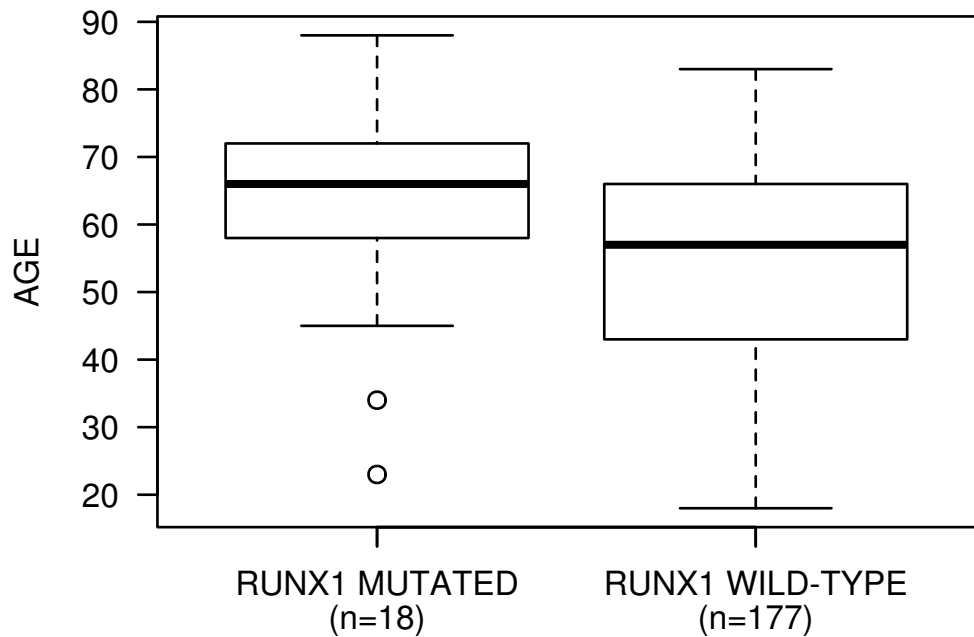 90
80
70
60
50
40
30
20
AGE
RUNX1 MUTATED
(n=18)
RUNX1 WILD-TYPE
(n=177)